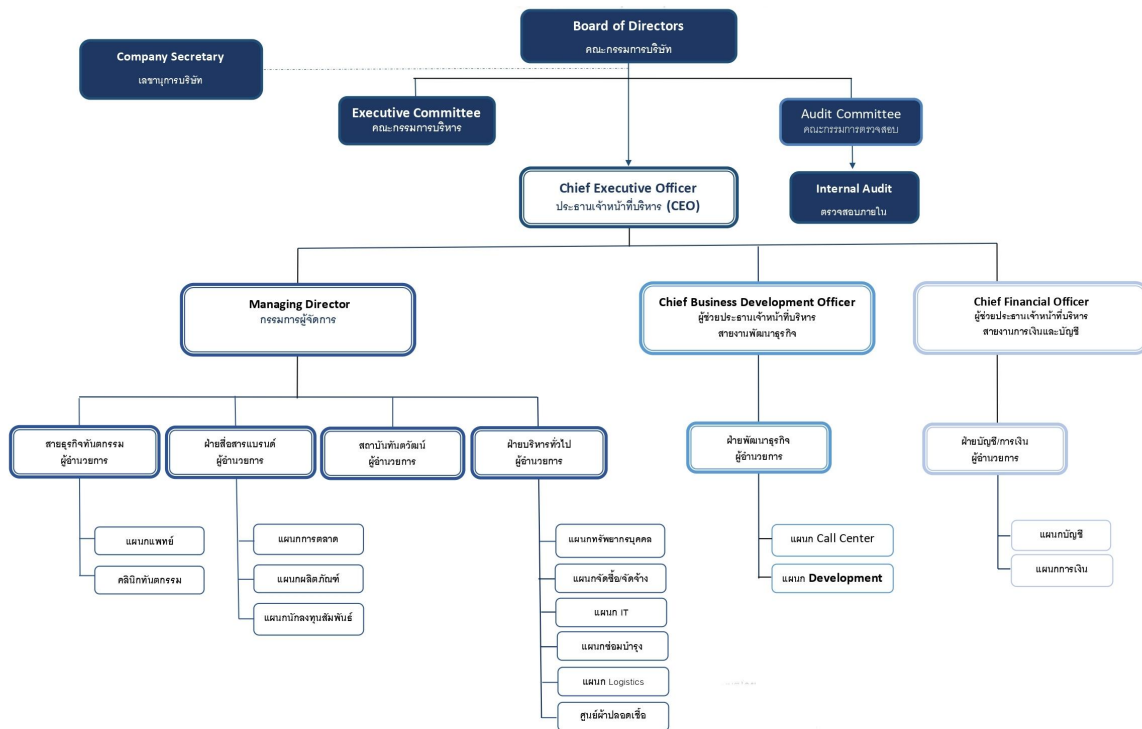 Board of Directors
คณะกรรมการบริษัท
Company Secretary
เลขานุการบริษัท
Executive Committee
คณะกรรมการบริหาร
Audit Committee
คณะกรรมการตรวจสอบ
Internal Audit
ตรวจสอบภายใน
Chief Executive Officer
ประธานเจ้าหน้าที่บริหาร (CEO)
Managing Director
กรรมการผู้จัดการ
Chief Business Development Officer
ผู้ช่วยประธานเจ้าหน้าที่บริหาร
สายงานพัฒนาธุรกิจ
Chief Financial Officer
ผู้ช่วยประธานเจ้าหน้าที่บริหาร
สายงานการเงินและบัญชี
สายธุรกิจทันตกรรม
ผู้อำนวยการ
ฝ่ายสื่อสารแบรนด์
ผู้อำนวยการ
สถาบันทันตวัฒน์
ผู้อำนวยการ
ฝ่ายบริหารทั่วไป
ผู้อำนวยการ
ฝ่ายพัฒนาธุรกิจ
ผู้อำนวยการ
ฝ่ายบัญชี/การเงิน
ผู้อำนวยการ
แผนกแพทย์
คลินิกทันตกรรม
แผนกการตลาด
แผนกผลิตภัณฑ์
แผนกนักลงทุนสัมพันธ์
แผนกทรัพยากรบุคคล
แผนกจัดซื้อ/จัดจ้าง
แผนก IT
แผนกซ่อมบำรุง
แผนก Logistics
ศูนย์ผ้าปลอดเชื้อ
แผนก Call Center
แผนก Development
แผนกบัญชี
แผนกการเงิน